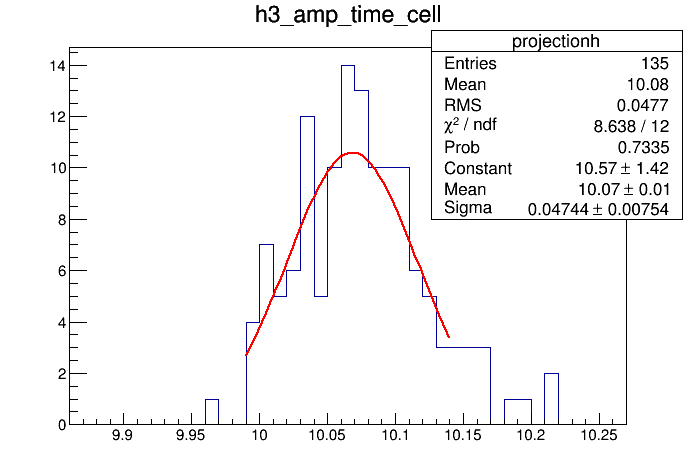 h3_amp_time_cell
projectionh
Entries 135
Mean 10.08
RMS 0.0477
χ² / ndf 8.638 / 12
Prob 0.7335
Constant 10.57 ± 1.42
Mean 10.07 ± 0.01
Sigma 0.04744 ± 0.00754
14
12
10
8
6
4
2
0
9.9 9.95 10 10.05 10.1 10.15 10.2 10.25